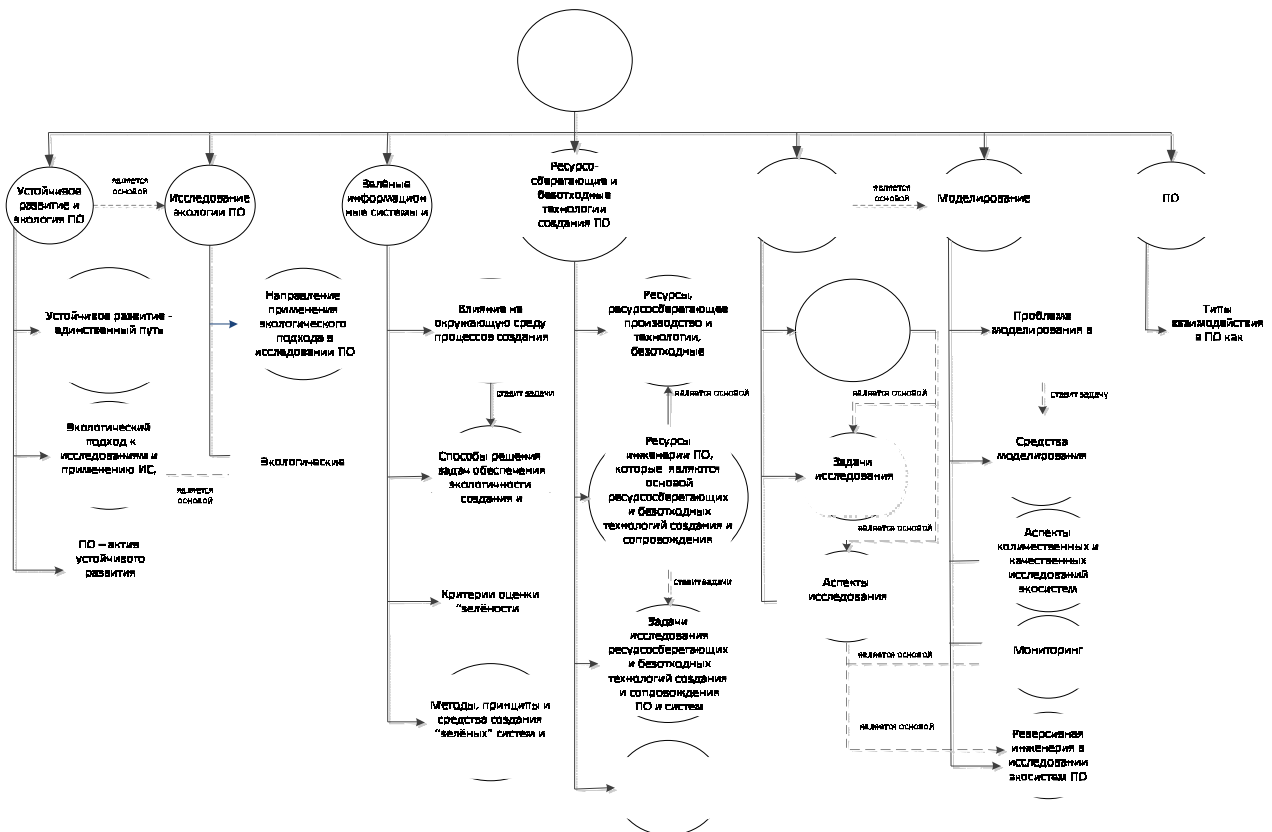 Устойчивое
развитие и
экология ПО
является
основой
Исследование
экологии ПО
Зелёные
информацион
ные системы и
Ресурсо-
сберегающие и
безотходные
технологии
создания ПО
является
основой
Моделирование
ПО
Устойчивое развитие -
единственный путь
Направление
применения
экологического
подхода в
исследовании ПО
Влияние на
окружающую среду
процессов создания
Ресурсы,
ресурсосберегающее
производство и
технологии,
безотходные
Проблема
моделирования в
Типы
взаимодействия
в ПО как
ставит задачи
является основой
является основой
ставит задачу
Экологический
подход к
исследованиям и
применению ИС,
является
основой
Экологические
Способы решения
задач обеспечения
экологичности
создания и
Ресурсы
инженерии ПО,
которые являются
основой
ресурсосберегающих
и безотходных
технологий создания и
сопровождения
Задачи
исследования
Средства
моделирования
является основой
ПО – актив
устойчивого
развития
Критерии оценки
“зелёности
ставит задачи
Аспекты
исследования
Аспекты
количественных и
качественных
исследований
экосистем
Задачи
исследования
ресурсосберегающих
и безотходных
технологий создания
и сопровождения
ПО и систем
является основой
Мониторинг
Методы, принципы и
средства создания
“зелёных” систем и
является основой
Реверсивная
инженерия в
исследовании
экосистем ПО